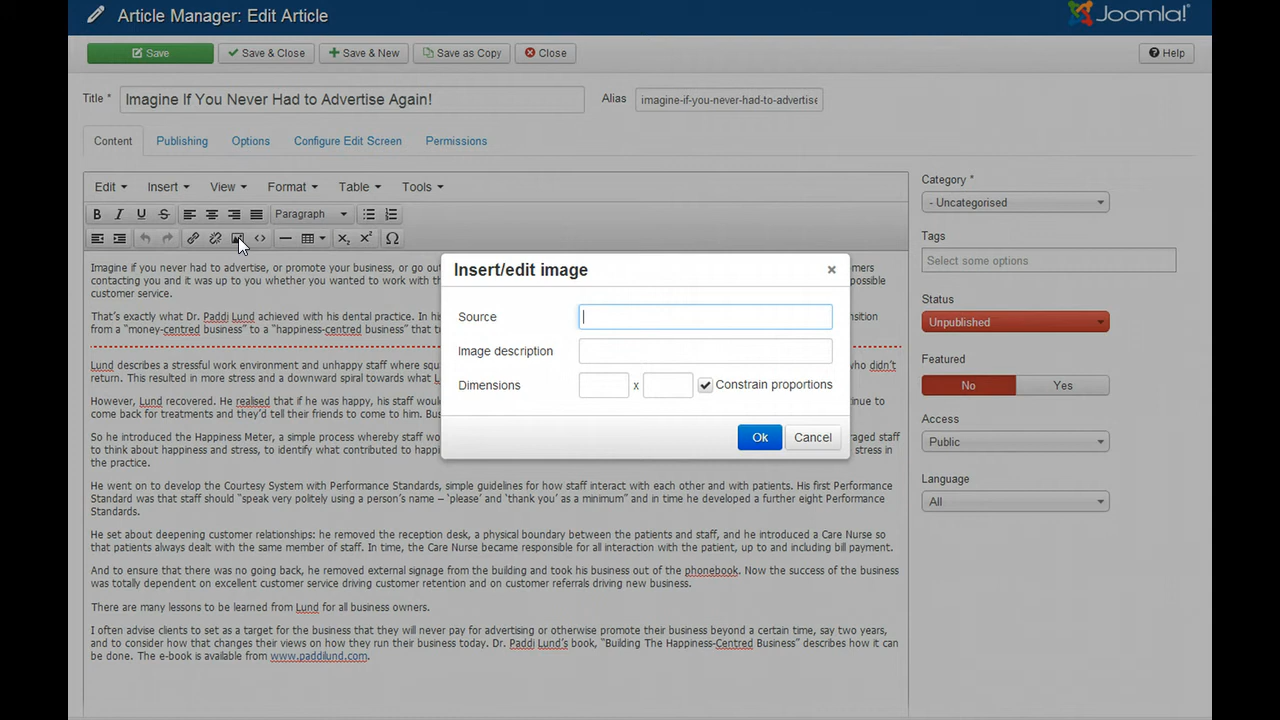 Article Manager: Edit Article
Joomla!
Save
Save & Close
Save & New
Save as Copy
Close
Help
Title *
Imagine If You Never Had to Advertise Again!
Alias
imagine-if-you-never-had-to-advertise
Content
Publishing
Options
Configure Edit Screen
Permissions
Edit
Insert
View
Format
Table
Tools
Paragraph
Category *
- Uncategorised
Tags
Select some options
Status
Unpublished
Featured
No
Yes
Access
Public
Language
All
Insert/edit image
Source
Image description
Dimensions
x
Constrain proportions
Ok
Cancel
Imagine if you never had to advertise, or promote your business, or go out
contacting you and it was up to you whether you wanted to work with
customer service.
That's exactly what Dr. Paddi Lund achieved with his dental practice. In
from a "money-centred business" to a "happiness-centred business" that
Lund describes a stressful work environment and unhappy staff where
who didn't
return. This resulted in more stress and a downward spiral towards what
However, Lund recovered. He realised that if he was happy, his staff
come back for treatments and they'd tell their friends to come to him.
So he introduced the Happiness Meter, a simple process whereby staff
to think about happiness and stress, to identify what contributed to
stress in
the practice.
He went on to develop the Courtesy System with Performance Standards, simple guidelines for how staff interact with each other and with patients. His first Performance
Standard was that staff should "speak very politely using a person's name – 'please' and 'thank you' as a minimum" and in time he developed a further eight Performance
Standards.
He set about deepening customer relationships: he removed the reception desk, a physical boundary between the patients and staff, and he introduced a Care Nurse so
that patients always dealt with the same member of staff. In time, the Care Nurse became responsible for all interaction with the patient, up to and including bill payment.
And to ensure that there was no going back, he removed external signage from the building and took his business out of the phonebook. Now the success of the business
was totally dependent on excellent customer service driving customer retention and on customer referrals driving new business.
There are many lessons to be learned from Lund for all business owners.
I often advise clients to set as a target for the business that they will never pay for advertising or otherwise promote their business beyond a certain time, say two years,
and to consider how that changes their views on how they run their business today. Dr. Paddi Lund's book, "Building The Happiness-Centred Business" describes how it can
be done. The e-book is available from www.paddilund.com.